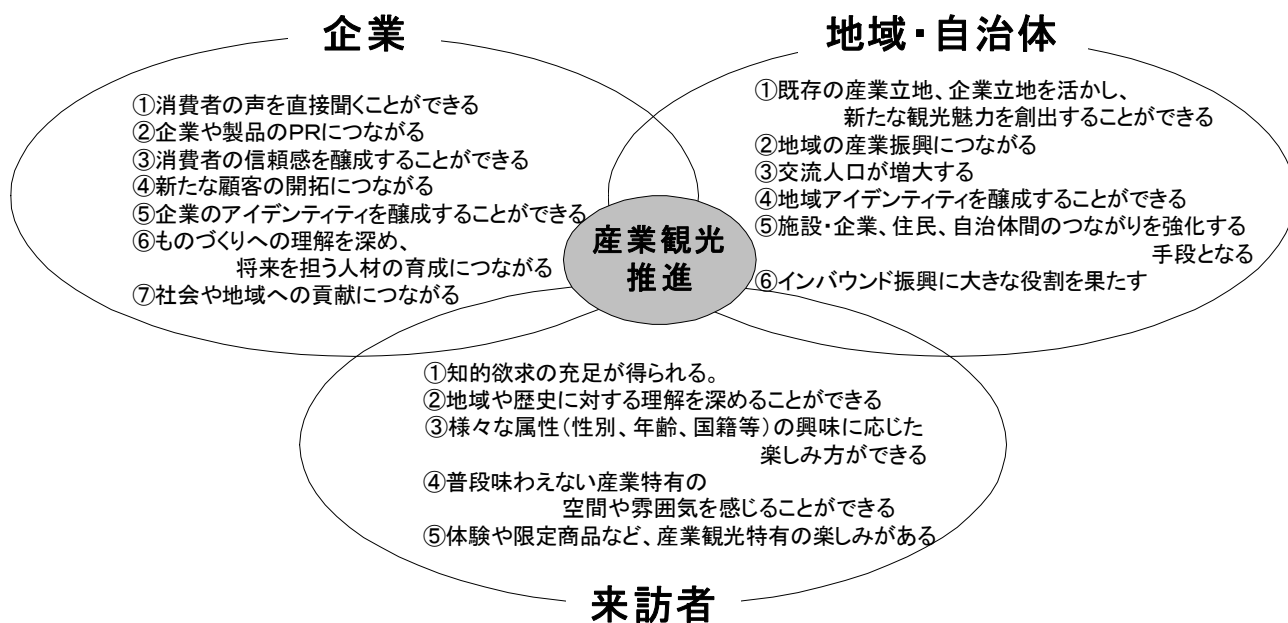 企業
①消費者の声を直接聞くことができる
②企業や製品のPRにつながる
③消費者の信頼感を醸成することができる
④新たな顧客の開拓につながる
⑤企業のアイデンティティを醸成することができる
⑥ものづくりへの理解を深め、
将来を担う人材の育成につながる
⑦社会や地域への貢献につながる
地域・自治体
①既存の産業立地、企業立地を活かし、
新たな観光魅力を創出することができる
②地域の産業振興につながる
③交流人口が増大する
④地域アイデンティティを醸成することができる
⑤施設・企業、住民、自治体間のつながりを強化する
手段となる
⑥インバウンド振興に大きな役割を果たす
産業観光
推進
①知的欲求の充足が得られる。
②地域や歴史に対する理解を深めることができる
③様々な属性(性別、年齢、国籍等)の興味に応じた
楽しみ方ができる
④普段味わえない産業特有の
空間や雰囲気を感じることができる
⑤体験や限定商品など、産業観光特有の楽しみがある
来訪者